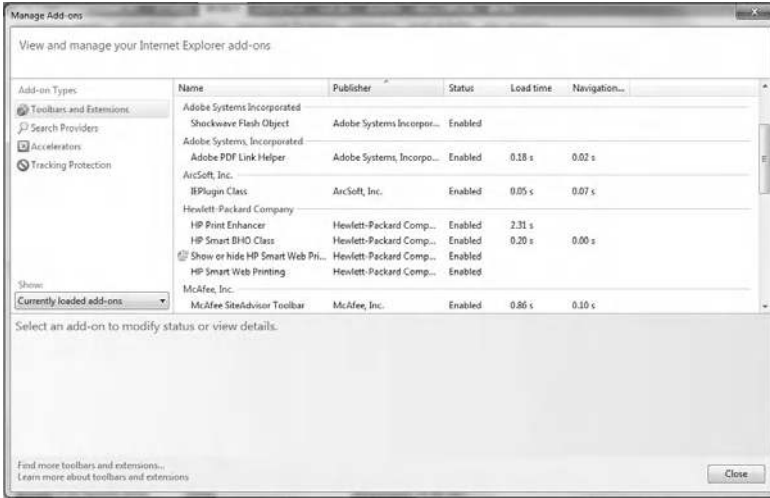 Manage Add-ons
View and manage your Internet Explorer add-ons
Add-on Types
Toolbars and Extensions
Search Providers
Accelerators
Tracking Protection
Show:
Currently loaded add-ons
Name Publisher Status Load time Navigation...
Adobe Systems Incorporated
Shockwave Flash Object Adobe Systems Incorpor... Enabled
Adobe Systems, Incorporated
Adobe PDF Link Helper Adobe Systems, Incorpo... Enabled 0.18 s 0.02 s
ArcSoft, Inc.
IEPlugin Class ArcSoft, Inc. Enabled 0.05 s 0.07 s
Hewlett-Packard Company
HP Print Enhancer Hewlett-Packard Comp... Enabled 2.31 s
HP Smart BHO Class Hewlett-Packard Comp... Enabled 0.20 s 0.00 s
Show or hide HP Smart Web Pri... Hewlett-Packard Comp... Enabled
HP Smart Web Printing Hewlett-Packard Comp... Enabled
McAfee, Inc.
McAfee SiteAdvisor Toolbar McAfee, Inc. Enabled 0.86 s 0.10 s
Select an add-on to modify status or view details.
Find more toolbars and extensions...
Learn more about toolbars and extensions
Close